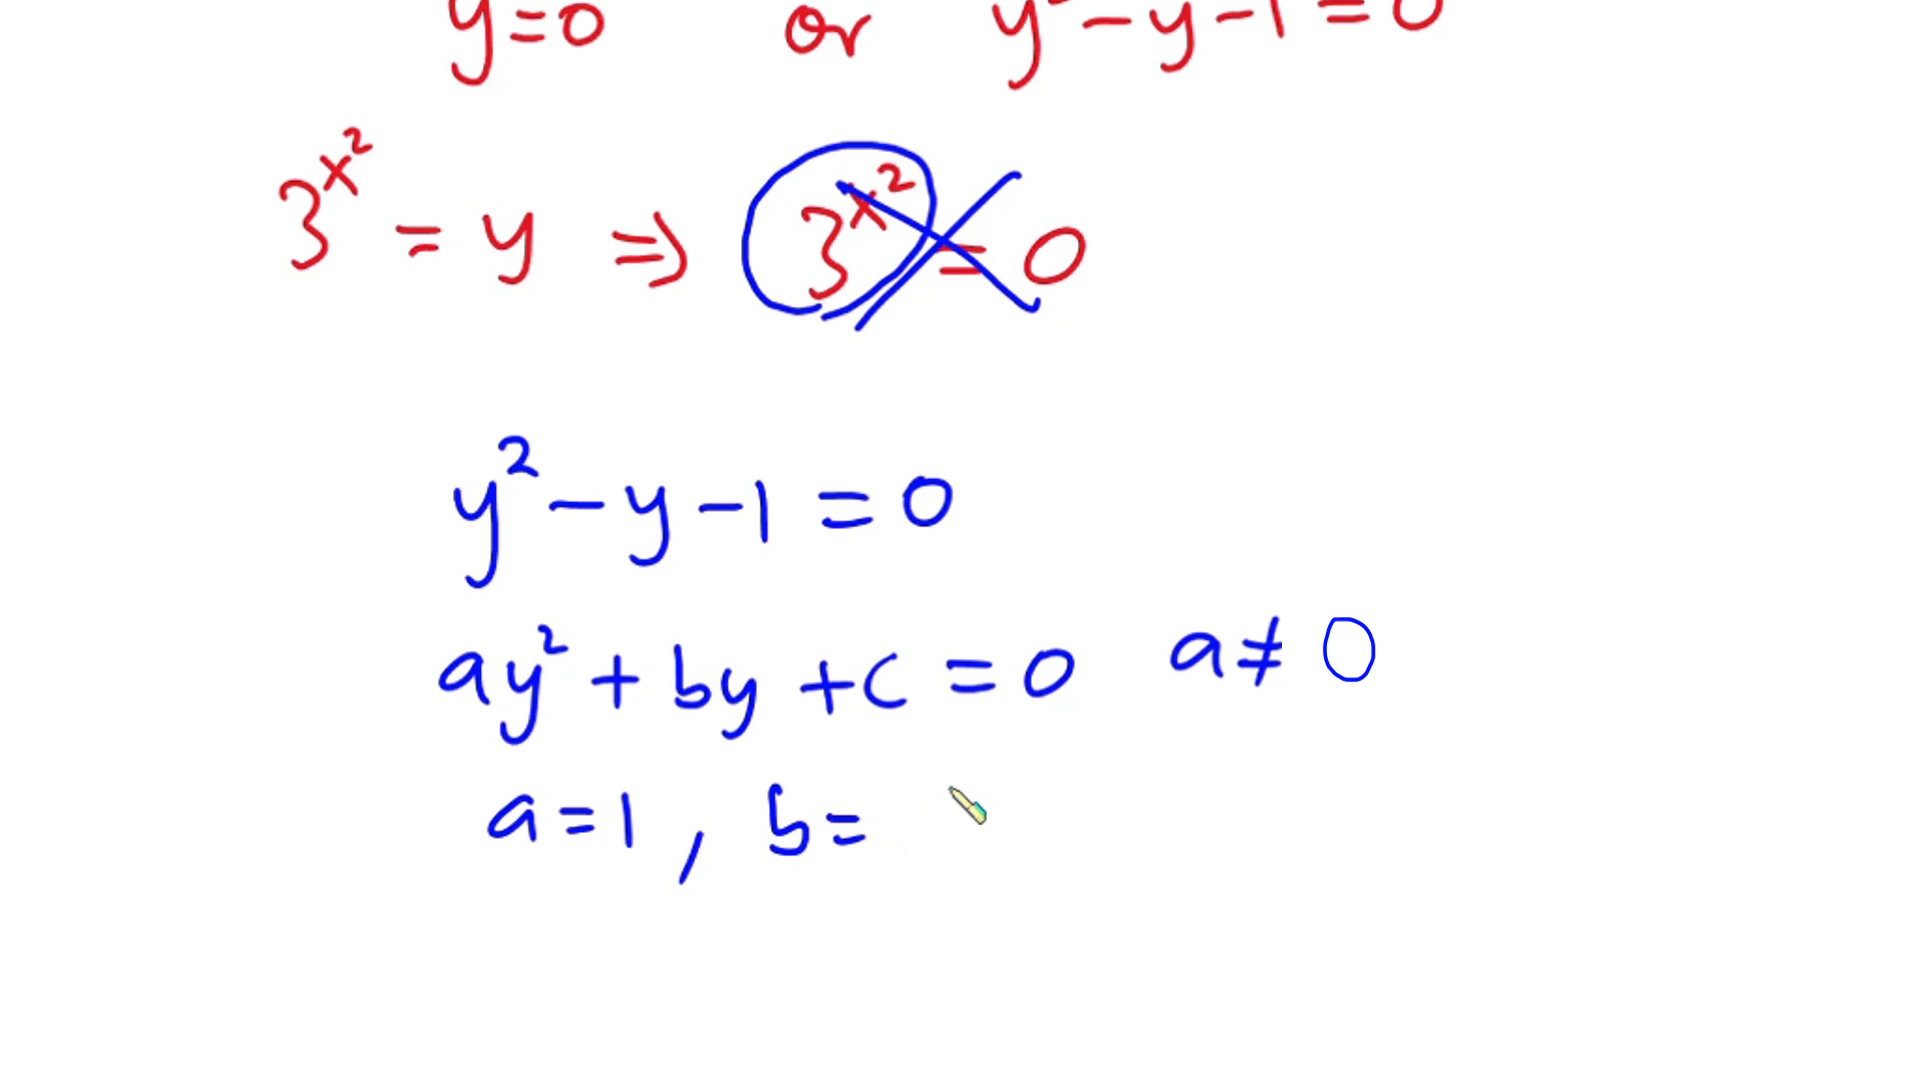 y=0 or y²-y-1=0
3^x² = y ⇒ 3^x² = 0
y²-y-1=0
ay²+by+c=0 a≠0
a=1, b=